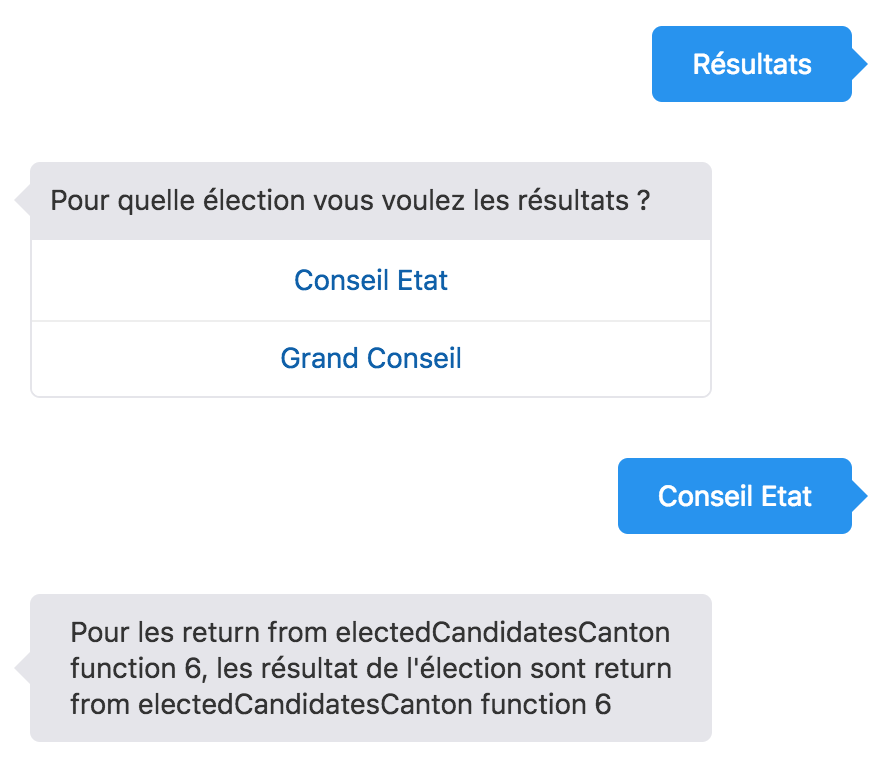 Résultats
Pour quelle élection vous voulez les résultats ?
Conseil Etat
Grand Conseil
Conseil Etat
Pour les return from electedCandidatesCanton
function 6, les résultat de l'élection sont return
from electedCandidatesCanton function 6